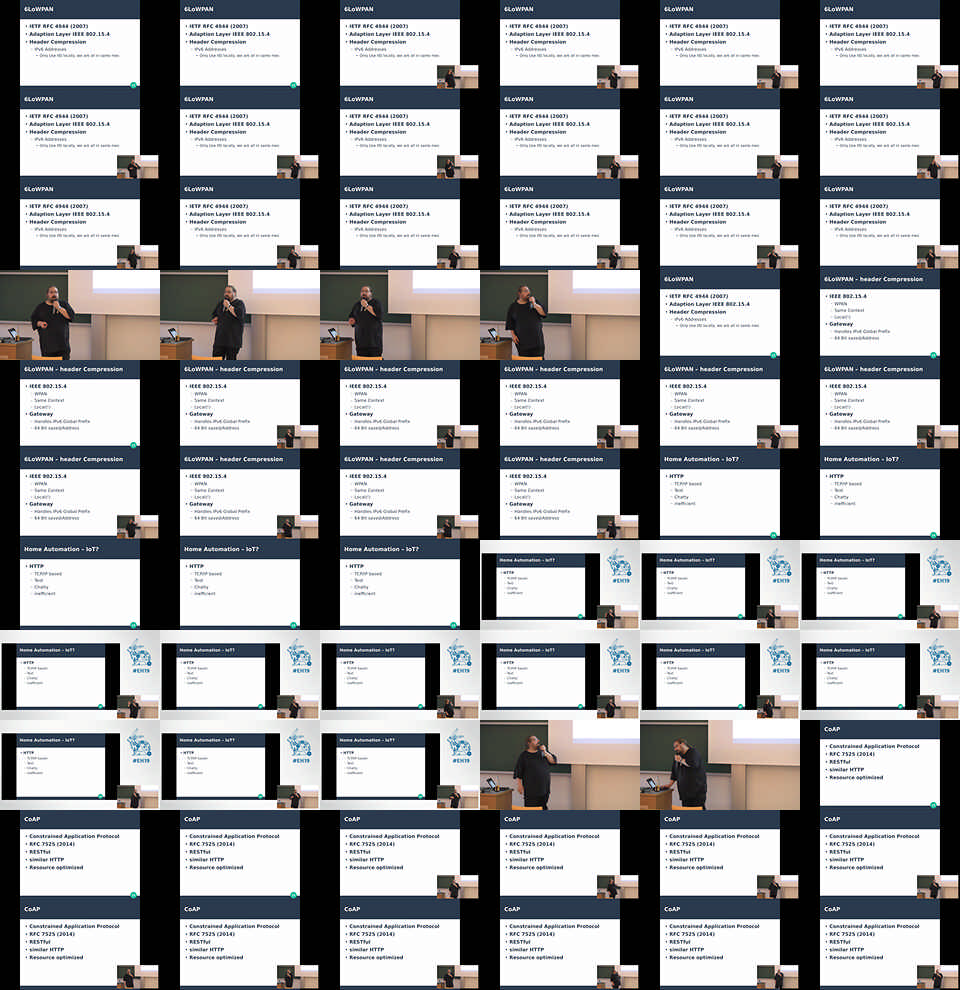 6LoWPAN
IETF RFC 4944 (2007)
Adaption Layer IEEE 802.15.4
Header Compression
IPv6 Addresses
Only Use IID locally, we are all in same net
6LoWPAN – header Compression
IEEE 802.15.4
WPAN
Same Context
Local(!)
Gateway
Handles IPv6 Global Prefix
64 Bit saved/Address
Home Automation – IoT?
HTTP
TCP/IP based
Text
Chatty
inefficient
#EH19
CoAP
Constrained Application Protocol
RFC 7525 (2014)
RESTful
similar HTTP
Resource optimized